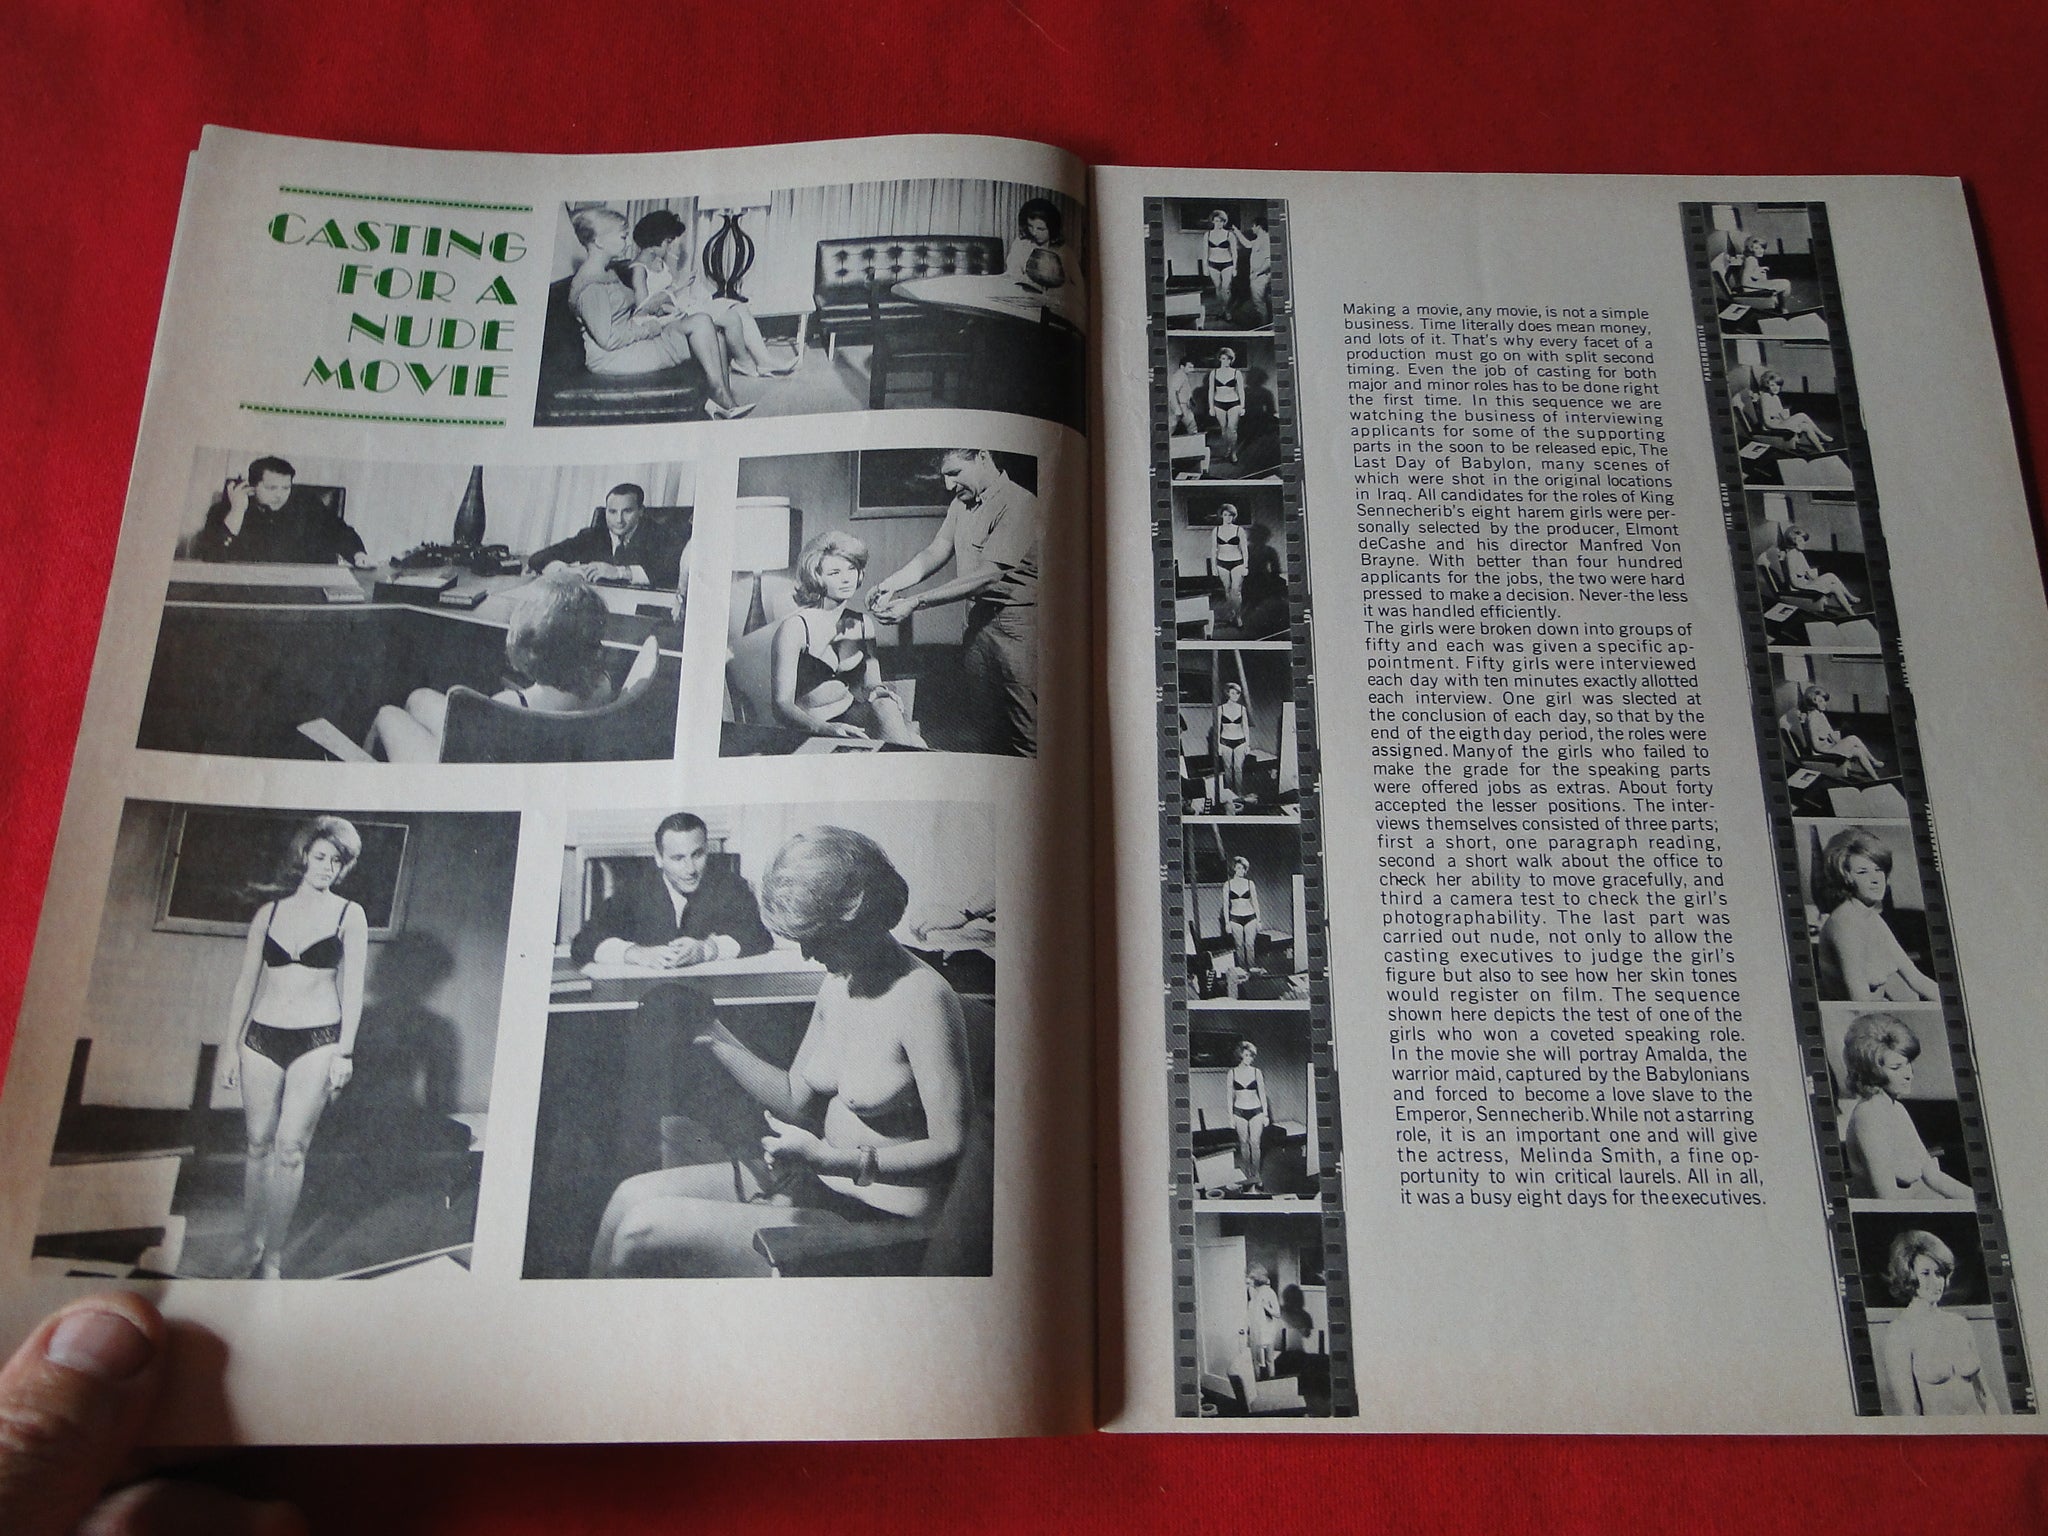 CASTING
FOR A
NUDE
MOVIE
Making a movie, any movie, is not a simple
business. Time literally does mean money,
and lots of it. That's why every facet of a
production must go on with split second
timing. Even the job of casting for both
major and minor roles has to be done right
the first time. In this sequence we are
watching the business of interviewing
applicants for some of the supporting
parts in the soon to be released epic, The
Last Day of Babylon, many scenes of
which were shot in the original locations
in Iraq. All candidates for the roles of King
Sennecherib's eight harem girls were per-
sonally selected by the producer, Elmont
deCashe and his director Manfred Von
Brayne. With better than four hundred
applicants for the jobs, the two were hard
pressed to make a decision. Never-the less
it was handled efficiently.
The girls were broken down into groups of
fifty and each was given a specific ap-
pointment. Fifty girls were interviewed
each day with ten minutes exactly allotted
each interview. One girl was slected at
the conclusion of each day, so that by the
end of the eigth day period, the roles were
assigned. Many of the girls who failed to
make the grade for the speaking parts
were offered jobs as extras. About forty
accepted the lesser positions. The inter-
views themselves consisted of three parts;
first a short, one paragraph reading,
second a short walk about the office to
check her ability to move gracefully, and
third a camera test to check the girl's
photographability. The last part was
carried out nude, not only to allow the
casting executives to judge the girl's
figure but also to see how her skin tones
would register on film. The sequence
shown here depicts the test of one of the
girls who won a coveted speaking role.
In the movie she will portray Amalda, the
warrior maid, captured by the Babylonians
and forced to become a love slave to the
Emperor, Sennecherib. While not a starring
role, it is an important one and will give
the actress, Melinda Smith, a fine op-
portunity to win critical laurels. All in all,
it was a busy eight days for the executives.
PANCHROMATIC